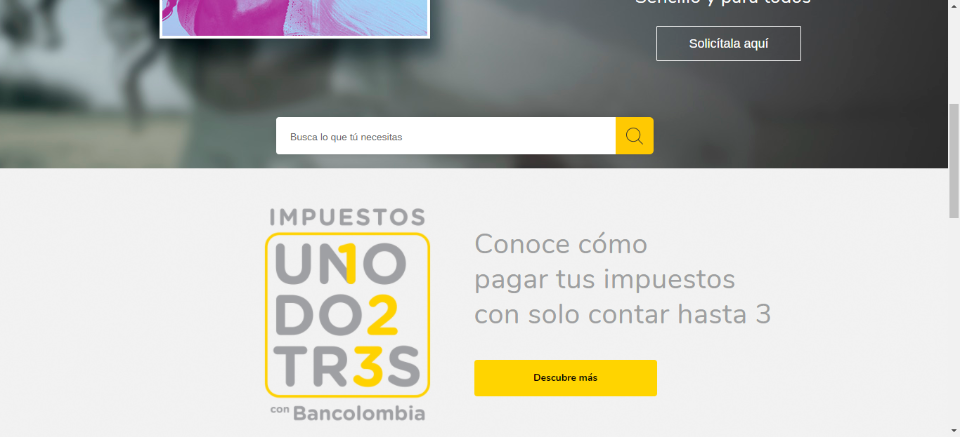 Sencillo y para todos
Solicítala aquí
Busca lo que tú necesitas
IMPUESTOS
UN1O
DO2
TR3S
con Bancolombia
Conoce cómo
pagar tus impuestos
con solo contar hasta 3
Descubre más